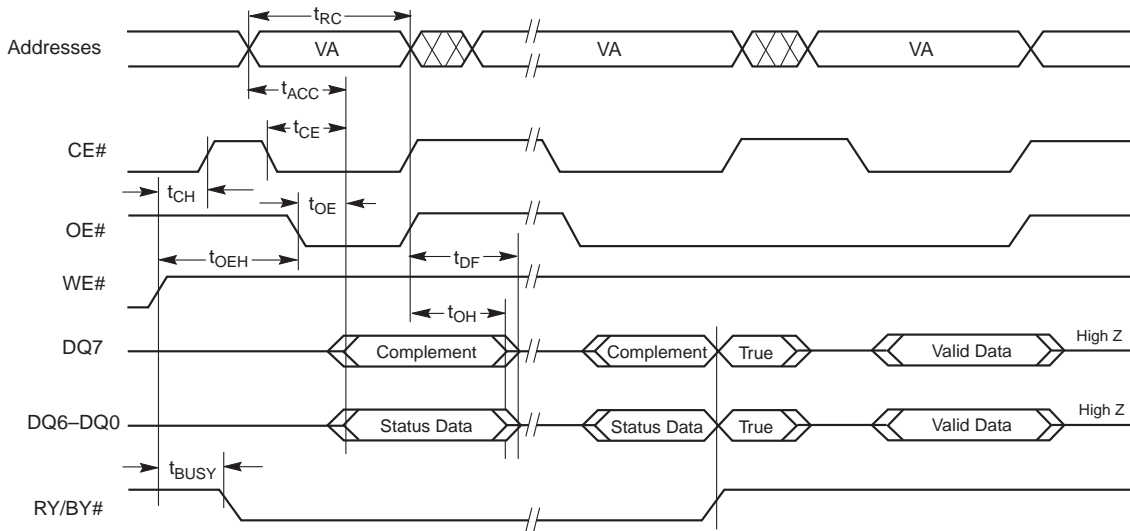 tRC
Addresses VA VA VA
tACC
tCE
CE#
tCH tOE
OE#
tOEH tDF
WE#
tOH
DQ7 Complement Complement True Valid Data High Z
DQ6–DQ0 Status Data Status Data True Valid Data High Z
tBUSY
RY/BY#